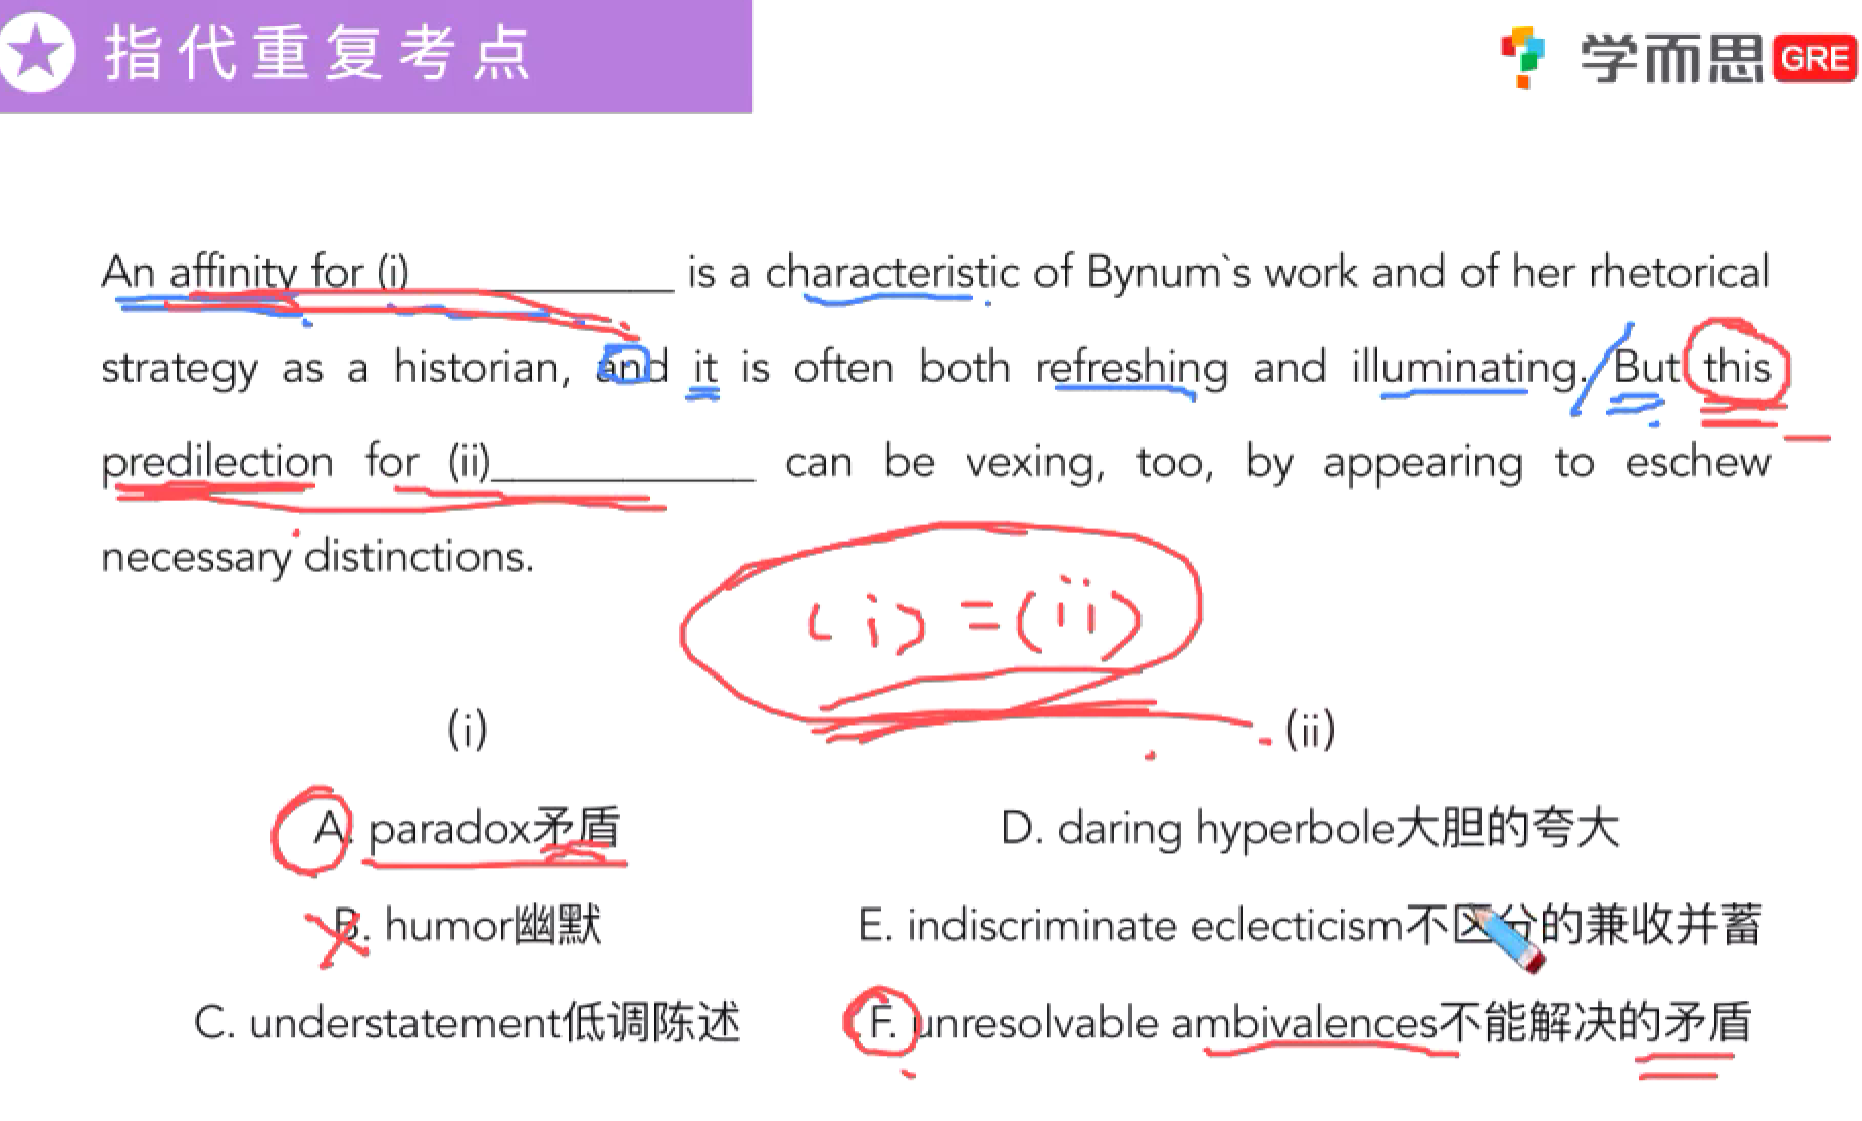 指代重复考点
学而思 GRE
An affinity for (i)___________ is a characteristic of Bynum`s work and of her rhetorical
strategy as a historian, and it is often both refreshing and illuminating. But this
predilection for (ii)___________ can be vexing, too, by appearing to eschew
necessary distinctions.
(i) = (ii)
(i) (ii)
A. paradox矛盾 D. daring hyperbole大胆的夸大
B. humor幽默 E. indiscriminate eclecticism不区分的兼收并蓄
C. understatement低调陈述 F. unresolvable ambivalences不能解决的矛盾